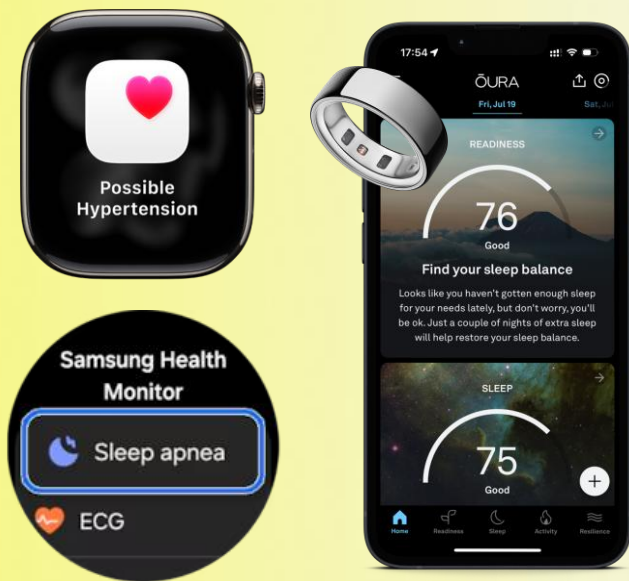 Possible
Hypertension
Samsung Health
Monitor
Sleep apnea
ECG
17:54
ŌURA
Fri, Jul 19
Sat, Jul
READINESS
76
Good
Find your sleep balance
Looks like you haven't gotten enough sleep
for your needs lately, but don't worry, you'll
be ok. Just a couple of nights of extra sleep
will help restore your sleep balance.
SLEEP
75
Good
Home
Readiness
Sleep
Activity
Resilience